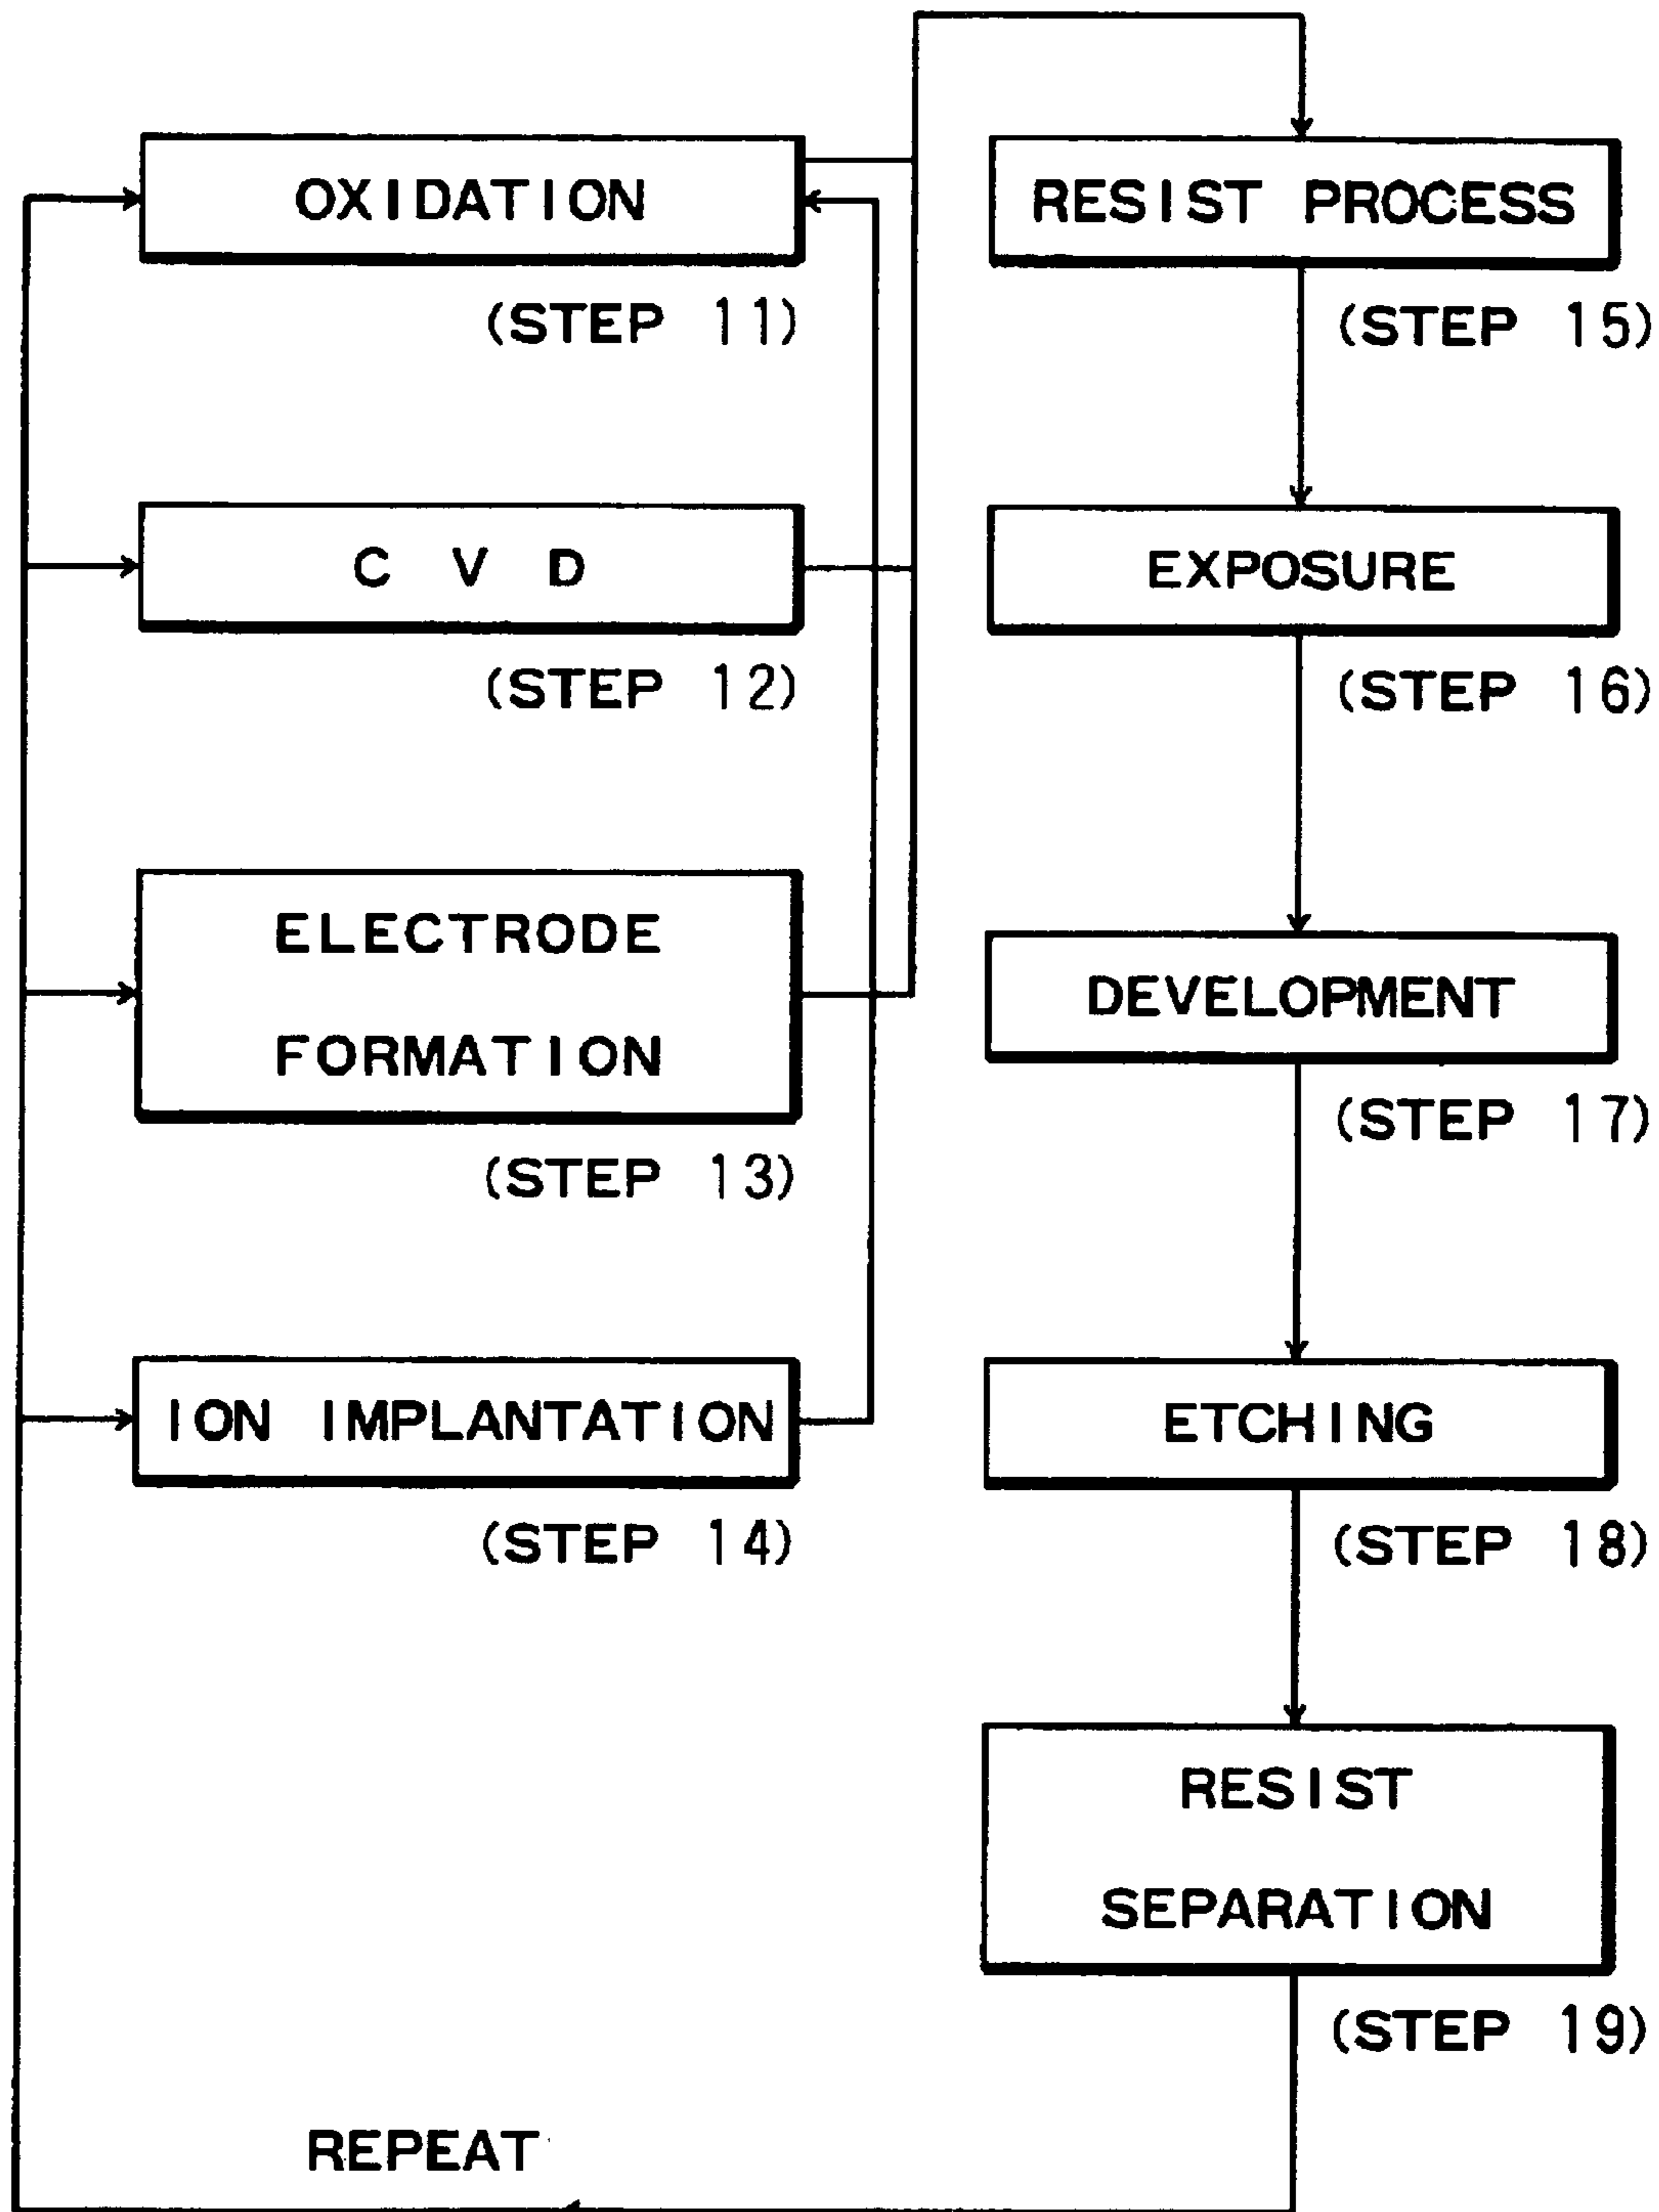 OXIDATION
(STEP 11)
C V D
(STEP 12)
ELECTRODE
FORMATION
(STEP 13)
ION IMPLANTATION
(STEP 14)
RESIST PROCESS
(STEP 15)
EXPOSURE
(STEP 16)
DEVELOPMENT
(STEP 17)
ETCHING
(STEP 18)
RESIST
SEPARATION
(STEP 19)
REPEAT